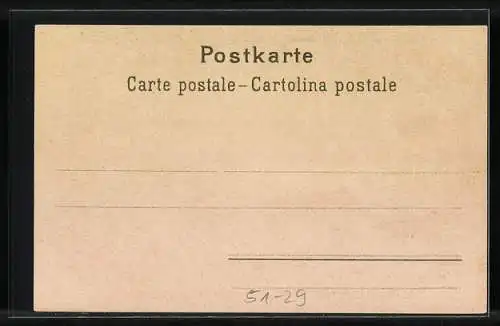 Postkarte
Carte postale – Cartolina postale
51-29